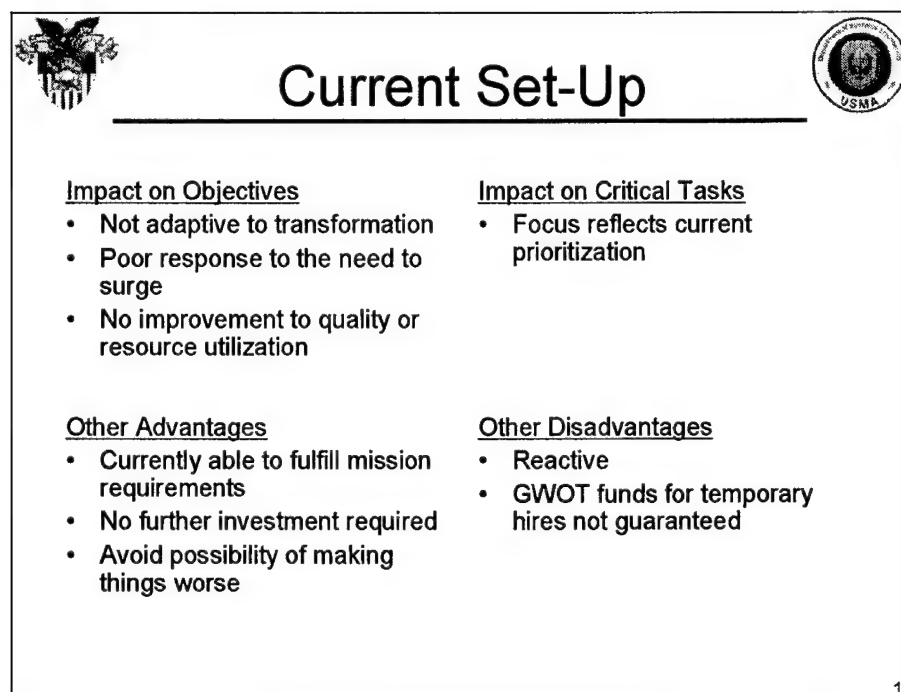 Current Set-Up
USMA
Impact on Objectives
• Not adaptive to transformation
• Poor response to the need to
surge
• No improvement to quality or
resource utilization
Impact on Critical Tasks
• Focus reflects current
prioritization
Other Advantages
• Currently able to fulfill mission
requirements
• No further investment required
• Avoid possibility of making
things worse
Other Disadvantages
• Reactive
• GWOT funds for temporary
hires not guaranteed
1